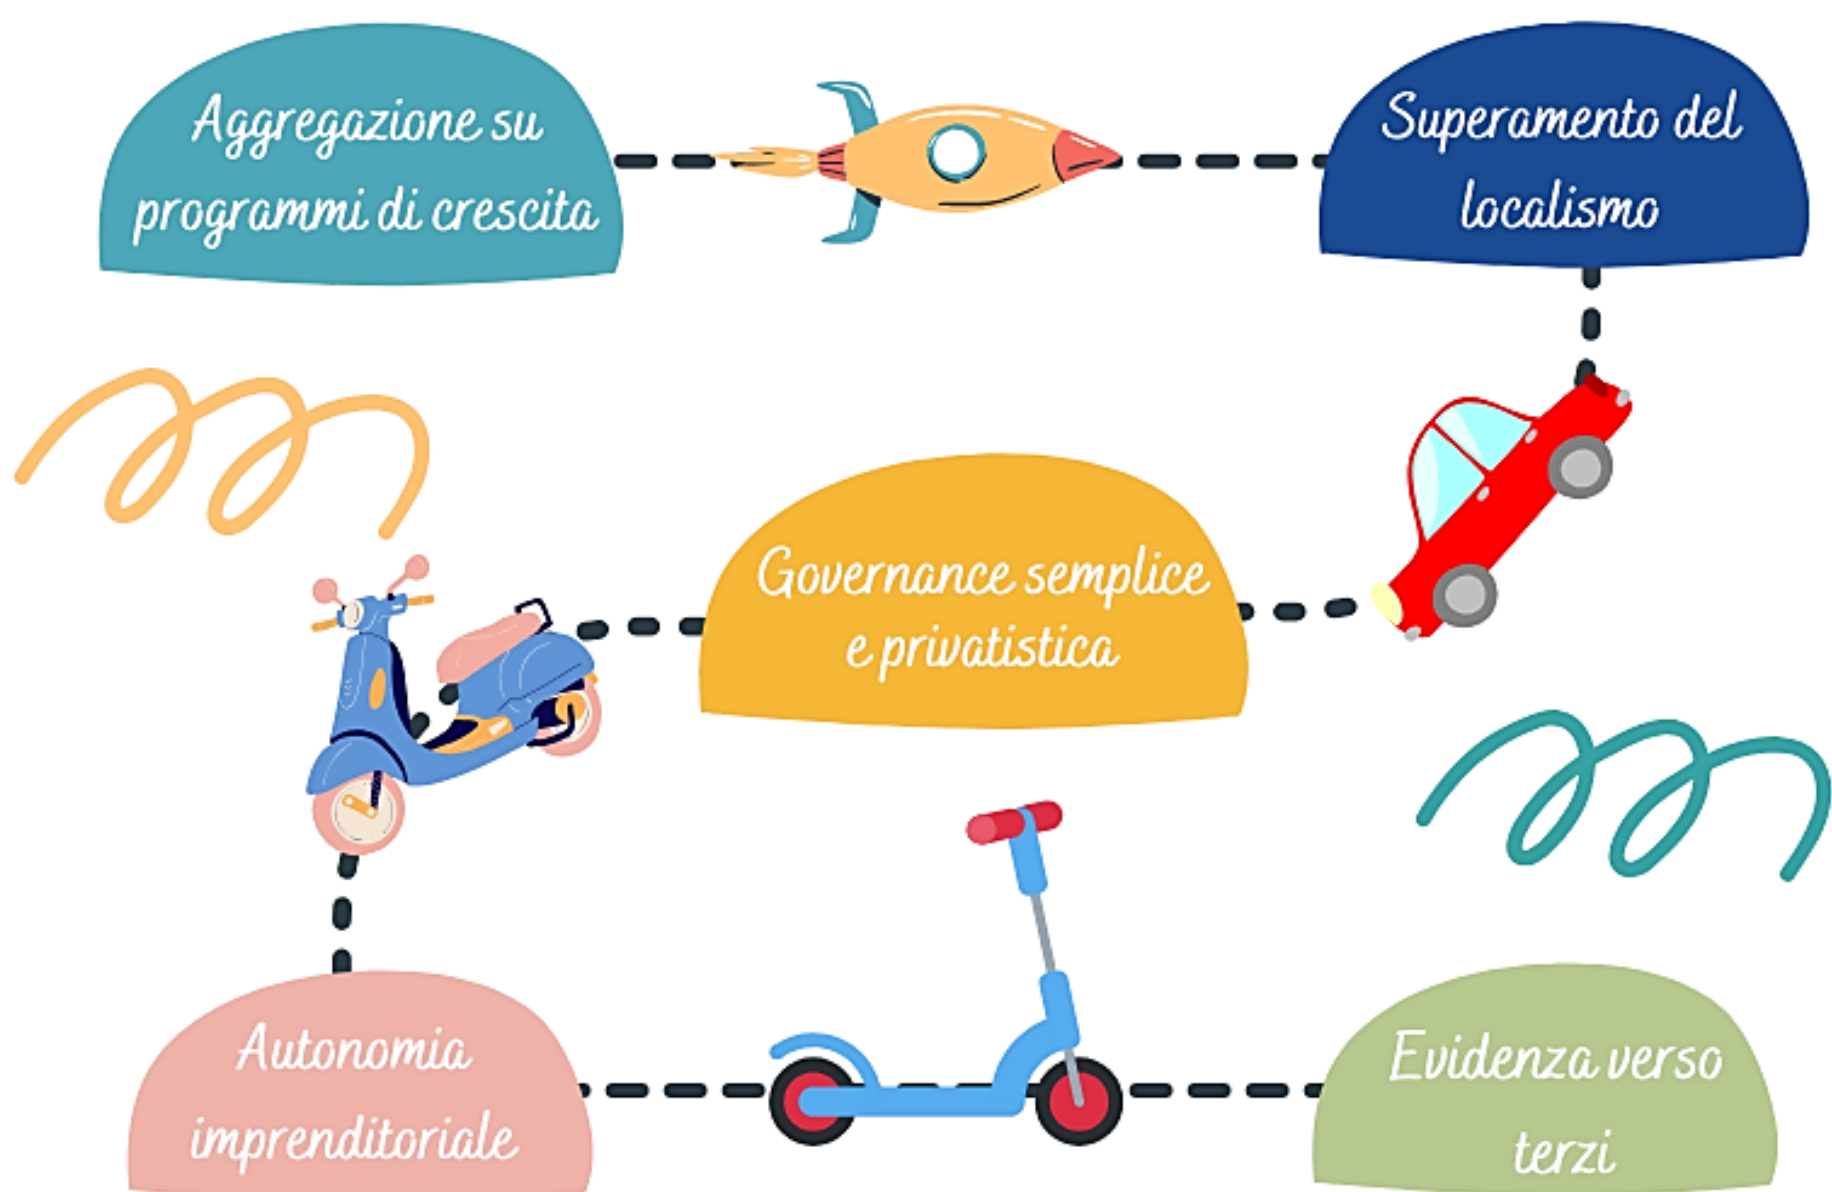 Aggregazione su
programmi di crescita
Superamento del
localismo
Governance semplice
e privatistica
Autonomia
imprenditoriale
Evidenza verso
terzi